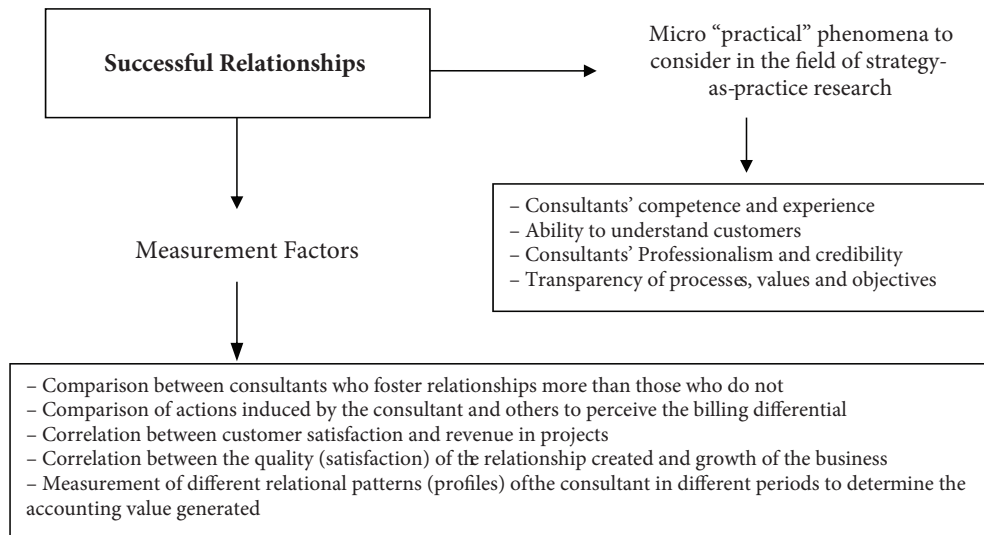 Successful Relationships
Micro “practical” phenomena to
consider in the field of strategy-
as-practice research
– Consultants’ competence and experience
– Ability to understand customers
– Consultants’ Professionalism and credibility
– Transparency of processes, values and objectives
Measurement Factors
– Comparison between consultants who foster relationships more than those who do not
– Comparison of actions induced by the consultant and others to perceive the billing differential
– Correlation between customer satisfaction and revenue in projects
– Correlation between the quality (satisfaction) of the relationship created and growth of the business
– Measurement of different relational patterns (profiles) ofthe consultant in different periods to determine the
accounting value generated